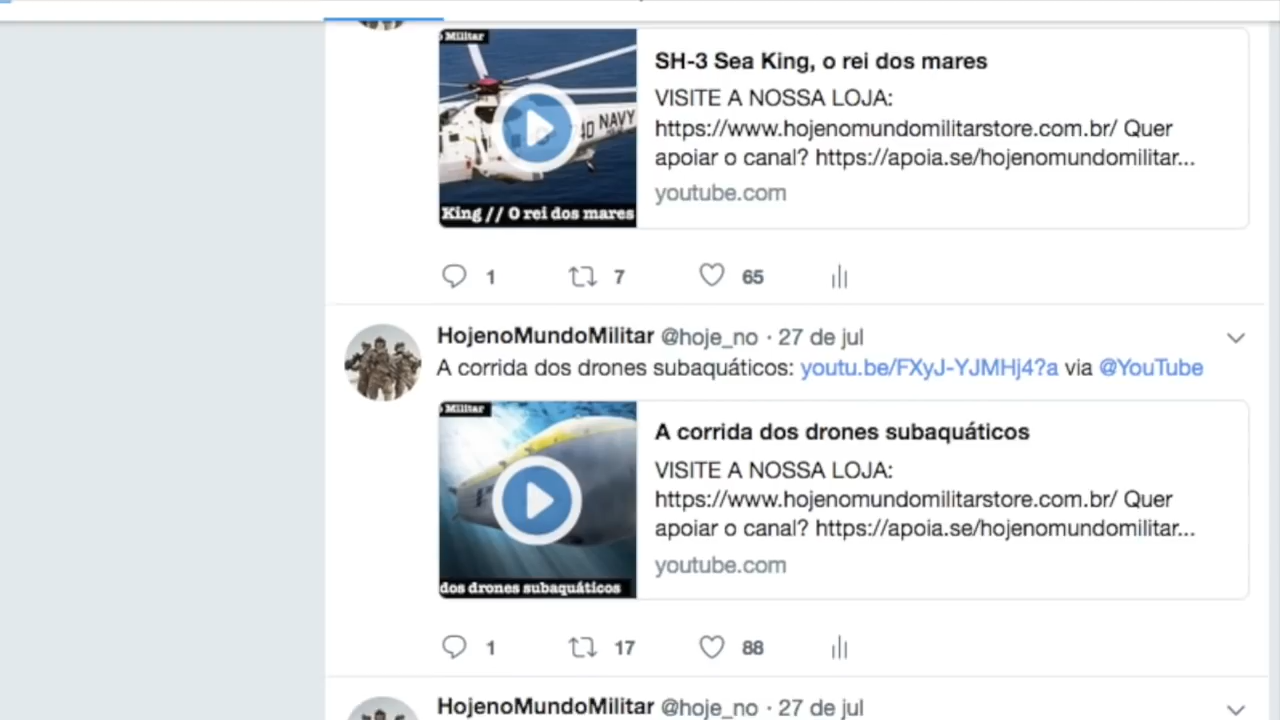 Militar
NAVY
King // O rei dos mares
SH-3 Sea King, o rei dos mares
VISITE A NOSSA LOJA:
https://www.hojenomundomilitarstore.com.br/ Quer
apoiar o canal? https://apoia.se/hojenomundomilitar...
youtube.com
1 7 65
HojenoMundoMilitar @hoje_no · 27 de jul
A corrida dos drones subaquáticos: youtu.be/FXyJ-YJMHj4?a via @YouTube
Militar
dos drones subaquáticos
A corrida dos drones subaquáticos
VISITE A NOSSA LOJA:
https://www.hojenomundomilitarstore.com.br/ Quer
apoiar o canal? https://apoia.se/hojenomundomilitar...
youtube.com
1 17 88
HojenoMundoMilitar @hoje_no · 27 de jul